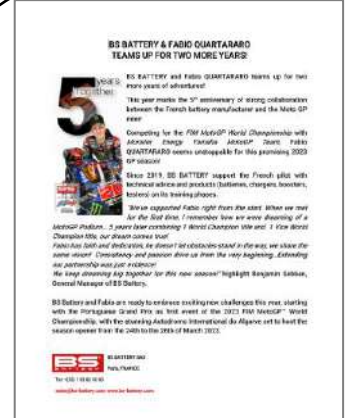 BS BATTERY & FABIO QUARTARARO
TEAMS UP FOR TWO MORE YEARS!
5 years
Together
BS BATTERY and Fabio QUARTARARO teams up for two
more years of adventures!
This year marks the 5th anniversary of strong collaboration
between the French battery manufacturer and the Moto GP
rider
Competing for the FIM MotoGP World Championship with
Monster Energy Yamaha MotoGP Team, Fabio
QUARTARARO seems unstoppable for this promising 2023
GP season!
Since 2019, BS BATTERY support the French pilot with
technical advice and products (batteries, chargers, boosters,
testers) on its training phases.
"We've supported Fabio right from the start. When we met
for the first time, I remember how we were dreaming of a
MotoGP Podium... 5 years later combining 1 World Champion title and 1 Vice World
Champion title, our dream comes true!
Fabio has faith and dedication, he doesn't let obstacles stand in the way, we share the
same vision! Consistency and passion drive us from the very beginning. Extending
our partnership was just evidence!
We keep dreaming big together for this new season!" highlight Benjamin Sebban,
General Manager of BS Battery.
BS Battery and Fabio are ready to embrace exciting new challenges this year, starting
with the Portuguese Grand Prix as first event of the 2023 FIM MotoGP™ World
Championship, with the stunning Autodromo International do Algarve set to host the
season opener from the 24th to the 26th of March 2023.
BS
BATTERY
BS BATTERY SAS
Paris, FRANCE